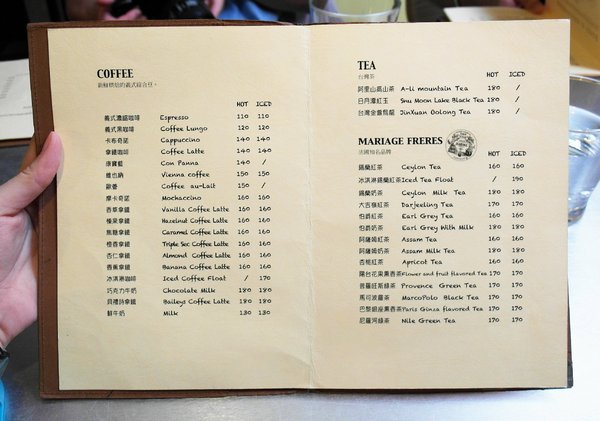 COFFEE
新鮮烘焙的義式綜合豆。
HOT ICED
義式濃縮咖啡 Espresso 110 110
義式黑咖啡 Coffee Lungo 120 120
卡布奇諾 Cappuccino 140 140
拿鐵咖啡 Coffee Latte 140 140
康寶藍 Con Panna 140 /
維也納 Vienna coffee 150 150
歐蕾 Coffee au-Lait 150 /
摩卡奇諾 Mochaccino 160 160
香草拿鐵 Vanilla Coffee Latte 160 160
榛果拿鐵 Hazelnut Coffee Latte 160 160
焦糖拿鐵 Caramel Coffee Latte 160 160
橙香拿鐵 Triple Sec Coffee Latte 160 160
杏仁拿鐵 Almond Coffee Latte 160 160
香蕉拿鐵 Banana Coffee Latte 160 160
冰淇淋咖啡 Iced Coffee Float / 170
巧克力牛奶 Chocolate Milk 180 180
貝禮詩拿鐵 Baileys Coffee Latte 180 180
鮮牛奶 Milk 130 130
TEA
台灣茶
HOT ICED
阿里山高山茶 A-li mountain Tea 180 /
日月潭紅玉 Snu Moon Lake Black Tea 180 /
台灣金萱烏龍 JinYuan Oolong Tea 180 /
MARIAGE FRERES
法國知名品牌
HOT ICED
錫蘭紅茶 Ceylon Tea 160 160
冰淇淋錫蘭紅茶 Iced Tea Float / 190
錫蘭奶茶 Ceylon Milk Tea 180 180
大吉嶺紅茶 Darjeeling Tea 170 170
伯爵紅茶 Earl Grey Tea 160 160
伯爵奶茶 Earl Grey With Milk 180 180
阿薩姆紅茶 Assam Tea 160 160
阿薩姆奶茶 Assam Milk Tea 180 180
杏桃紅茶 Apricot Tea 160 160
陽台花果薰香茶 Flower and fruit flavored Tea 170 170
普羅旺斯綠茶 Provence Green Tea 170 170
馬可波羅茶 MarcoPolo Black Tea 170 170
巴黎銀座薰香茶 Paris Ginza flavored Tea 170 170
尼羅河綠茶 Nile Green Tea 170 170